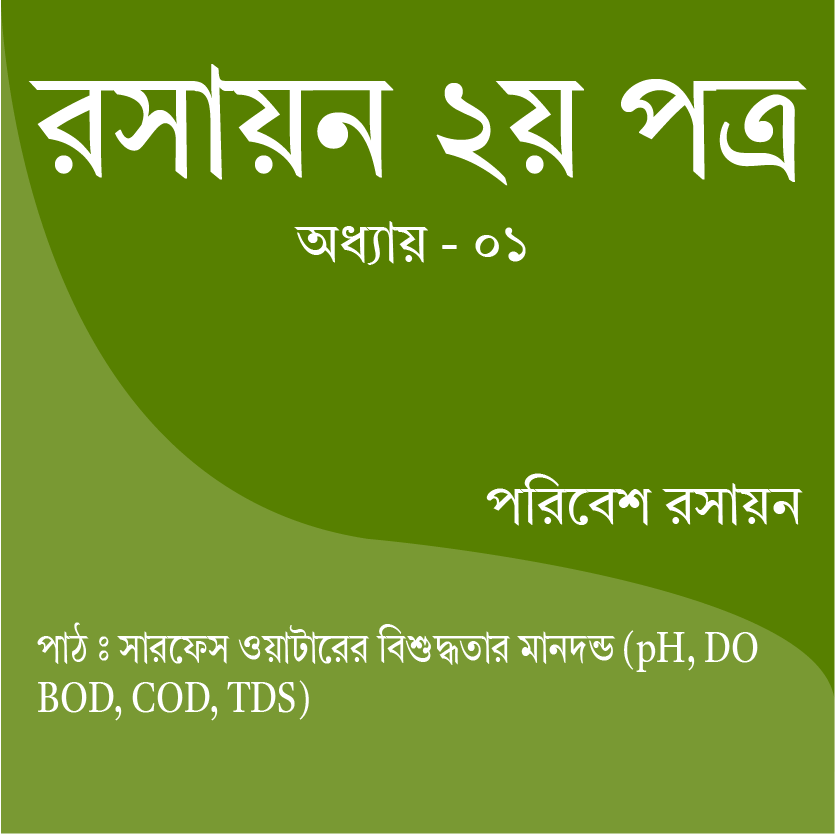 রসায়ন ২য় পত্র
অধ্যায় - ০১
পরিবেশ রসায়ন
পাঠ ঃ সারফেস ওয়াটারের বিশুদ্ধতার মানদন্ড (pH, DO
BOD, COD, TDS)